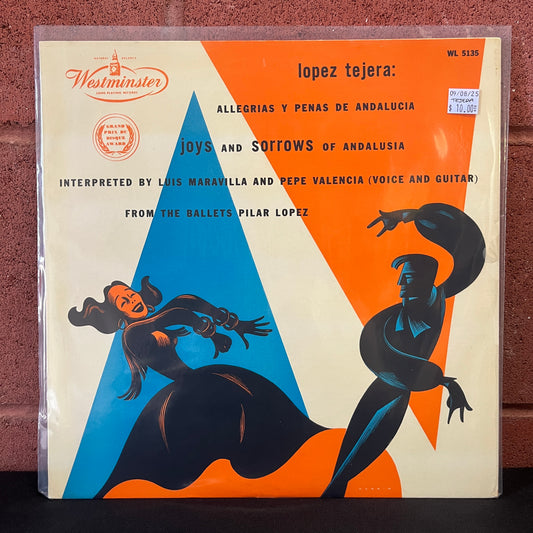 WL 5135
NATURAL BALANCE
Westminster
LONG PLAYING RECORDS
lopez tejera:
09/08/25
TEJERA
$ 10.00
ALLEGRIAS Y PENAS DE ANDALUCIA
GRAND
PRIX DU
DISQUE
AWARD
joys AND sorrows OF ANDALUSIA
INTERPRETED BY LUIS MARAVILLA AND PEPE VALENCIA (VOICE AND GUITAR)
FROM THE BALLETS PILAR LOPEZ